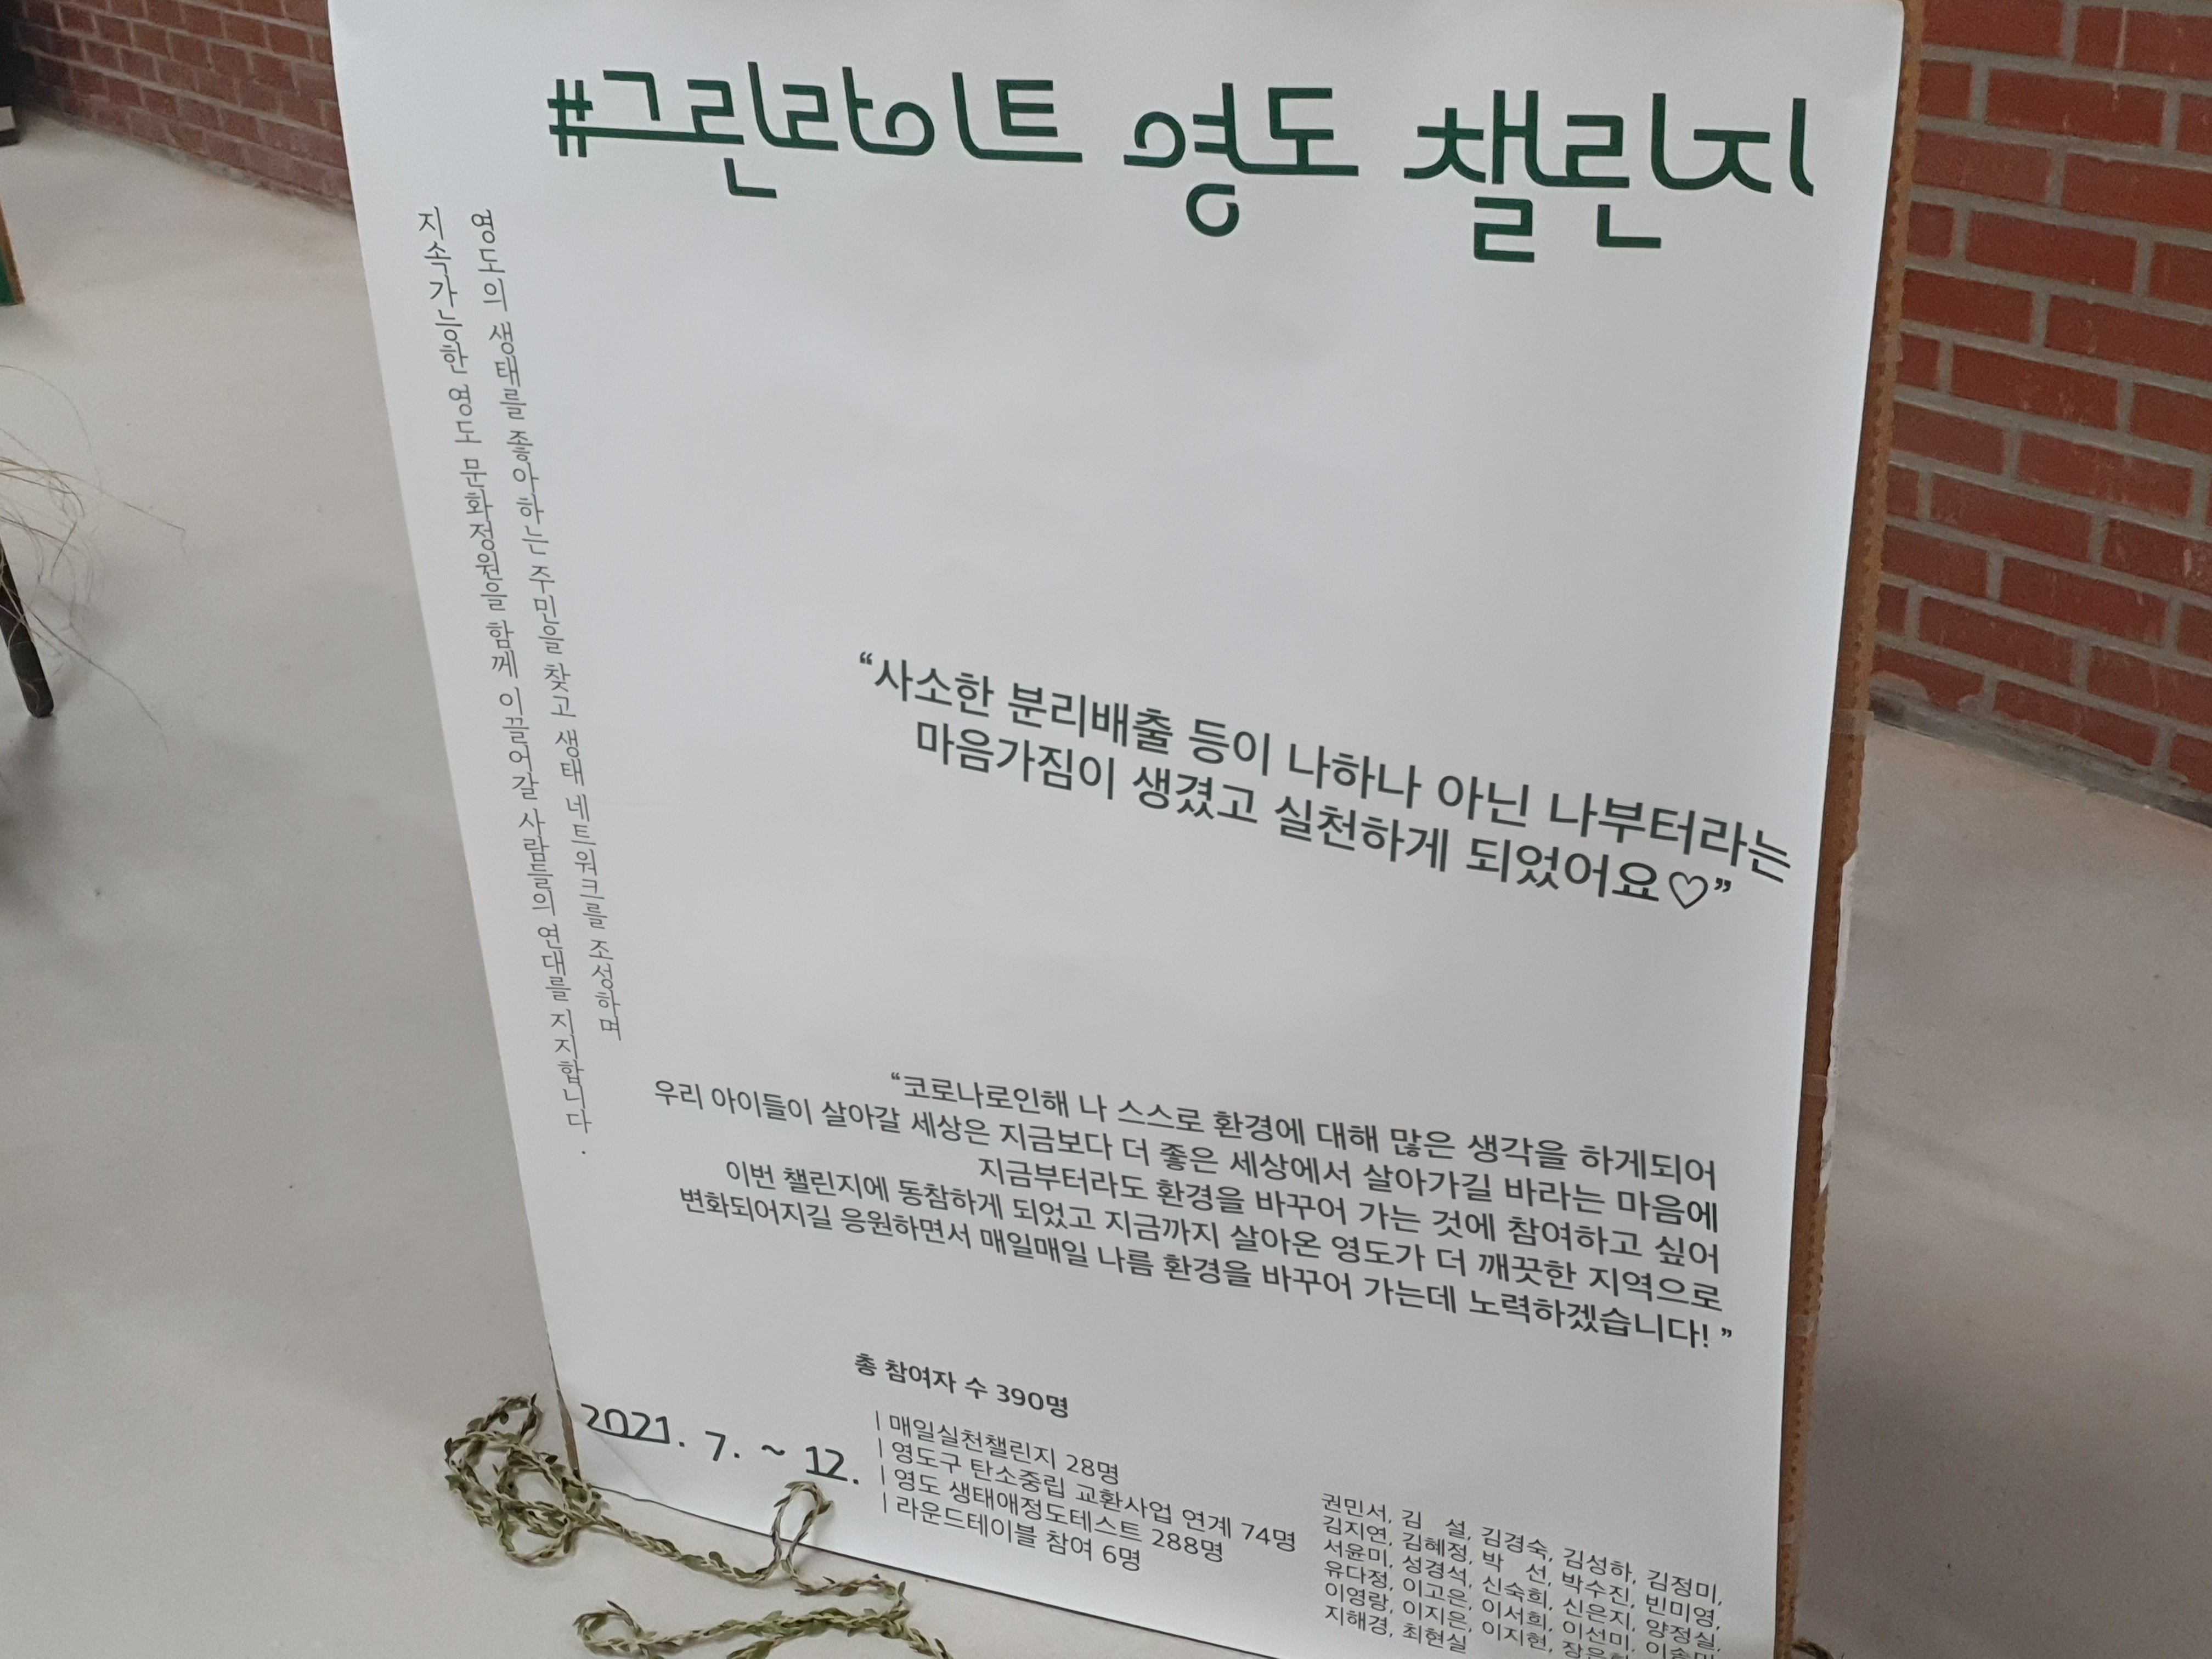 #그린 챌린지
영도의 생태를 좋아하는 주민을 찾고 생태 네트워크를 조성하며
지속가능한 영도 문화정원을 함께 이끌어갈 사람들의 연대를 지지합니다.
“사소한 분리배출 등이 나하나 아닌 나부터라는
마음가짐이 생겼고 실천하게 되었어요♡”
“코로나로인해 나 스스로 환경에 대해 많은 생각을 하게되어
우리 아이들이 살아갈 세상은 지금보다 더 좋은 세상에서 살아가길 바라는 마음에
지금부터라도 환경을 바꾸어 가는 것에 참여하고 싶어
이번 챌린지에 동참하게 되었고 지금까지 살아온 영도가 더 깨끗한 지역으로
변화되어지길 응원하면서 매일매일 나름 환경을 바꾸어 가는데 노력하겠습니다!”
총 참여자 수 390명
2021. 7. ~ 12.
| 매일실천챌린지 28명
| 영도구 탄소중립 교환사업 연계 74명
| 영도 생태애정도테스트 288명
| 라운드테이블 참여 6명
권민서, 김 설, 김경숙, 김성하, 김정미,
김지연, 김혜정, 박 선, 박수진, 빈미영,
서윤미, 성경석, 신숙희, 신은지, 양정실,
유다정, 이고은, 이서희, 이선미,
이영랑, 이지은, 이지현,
지해경, 최현실